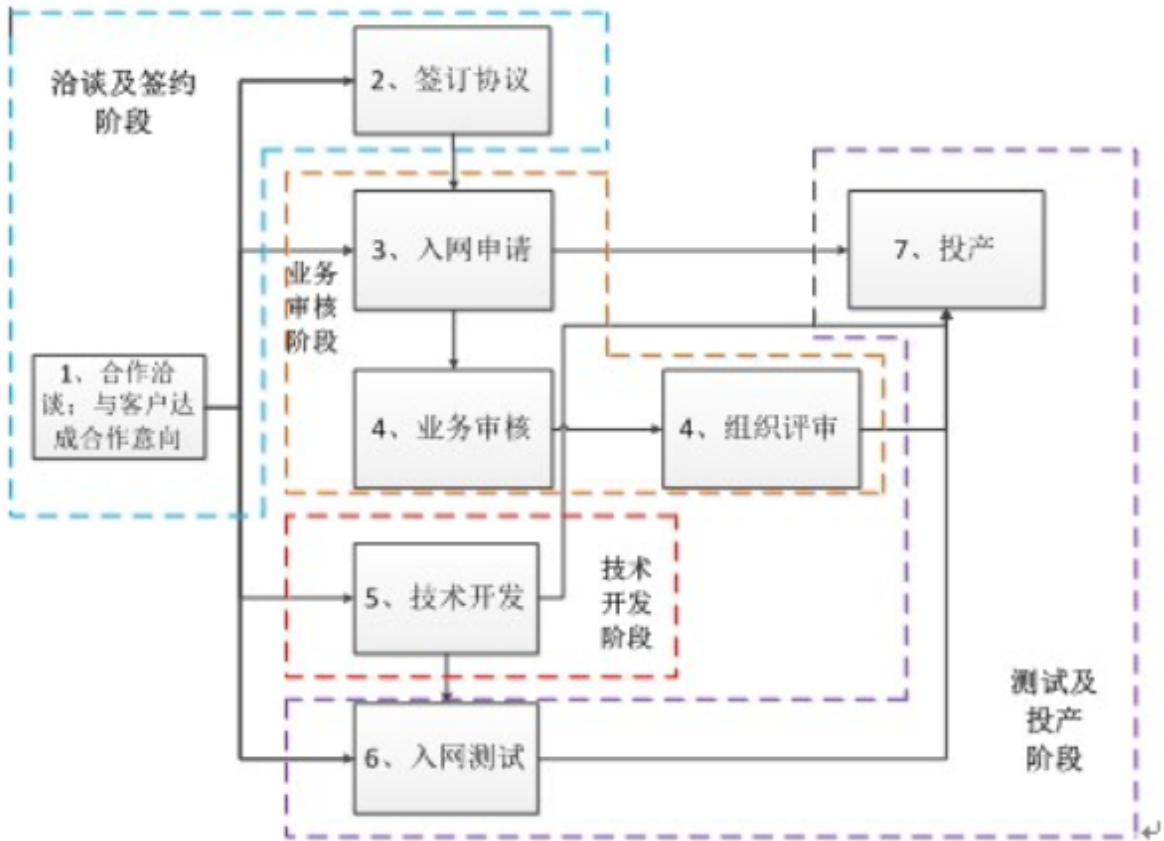 洽谈及签约
阶段
2、签订协议
3、入网申请
7、投产
业务
审核
阶段
1、合作洽
谈；与客户达
成合作意向
4、业务审核
4、组织评审
5、技术开发
技术
开发
阶段
6、入网测试
测试及
投产
阶段